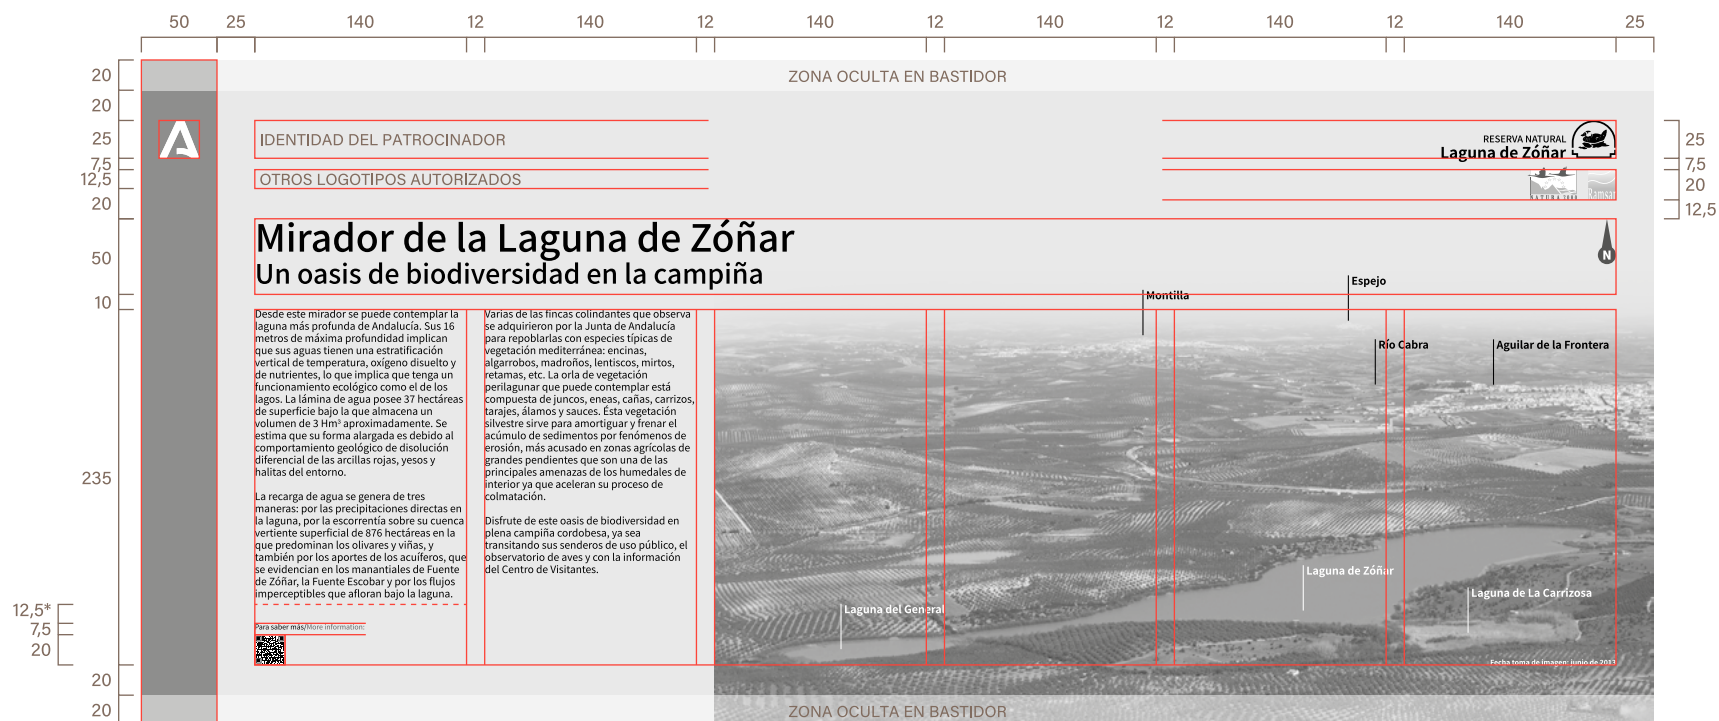 50 25 140 12 140 12 140 12 140 12 140 12 140 25
20
ZONA OCULTA EN BASTIDOR
20
25
IDENTIDAD DEL PATROCINADOR
RESERVA NATURAL
Laguna de Zóñar
25
7,5
7,5
12,5
OTROS LOGOTIPOS AUTORIZADOS
NATURA 2000
Ramsar
20
20
12,5
Mirador de la Laguna de Zóñar
N
50
Un oasis de biodiversidad en la campiña
Espejo
10
Montilla
Río Cabra
Aguilar de la Frontera
Desde este mirador se puede contemplar la
laguna más profunda de Andalucía. Sus 16
metros de máxima profundidad implican
que sus aguas tienen una estratificación
vertical de temperatura, oxígeno disuelto y
de nutrientes, lo que implica que tenga un
funcionamiento ecológico como el de los
lagos. La lámina de agua posee 37 hectáreas
de superficie bajo la que almacena un
volumen de 3 Hm³ aproximadamente. Se
estima que su forma alargada es debido al
comportamiento geológico de disolución
diferencial de las arcillas rojas, yesos y
halitas del entorno.
La recarga de agua se genera de tres
maneras: por las precipitaciones directas en
la laguna, por la escorrentía sobre su cuenca
vertiente superficial de 876 hectáreas en la
que predominan los olivares y viñas, y
también por los aportes de los acuíferos, que
se evidencian en los manantiales de Fuente
de Zóñar, la Fuente Escobar y por los flujos
imperceptibles que afloran bajo la laguna.
Varias de las fincas colindantes que observa
se adquirieron por la Junta de Andalucía
para repoblarlas con especies típicas de
vegetación mediterránea: encinas,
algarrobos, madroños, lentiscos, mirtos,
retamas, etc. La orla de vegetación
perilagunar que puede contemplar está
compuesta de juncos, eneas, cañas, carrizos,
tarajes, álamos y sauces. Ésta vegetación
silvestre sirve para amortiguar y frenar el
acúmulo de sedimentos por fenómenos de
erosión, más acusado en zonas agrícolas de
grandes pendientes que son una de las
principales amenazas de los humedales de
interior ya que aceleran su proceso de
colmatación.
Disfrute de este oasis de biodiversidad en
plena campiña cordobesa, ya sea
transitando sus senderos de uso público, el
observatorio de aves y con la información
del Centro de Visitantes.
235
Laguna de Zóñar
Laguna de La Carrizosa
Laguna del General
12,5*
7,5
Para saber más/More information:
20
Fecha toma de imagen: junio de 2013
20
20
ZONA OCULTA EN BASTIDOR